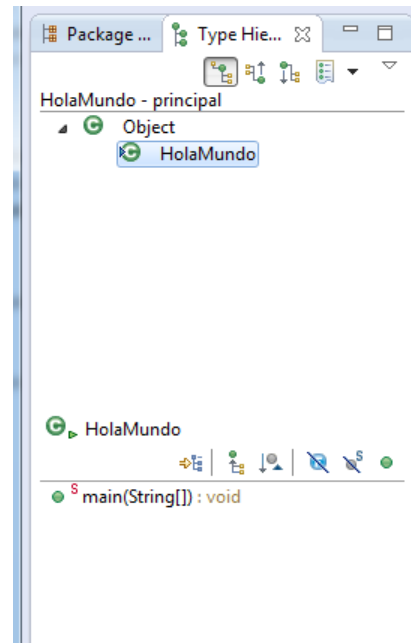 Package ... Type Hie...
HolaMundo - principal
C Object
C HolaMundo
C HolaMundo
S
S main(String[]) : void